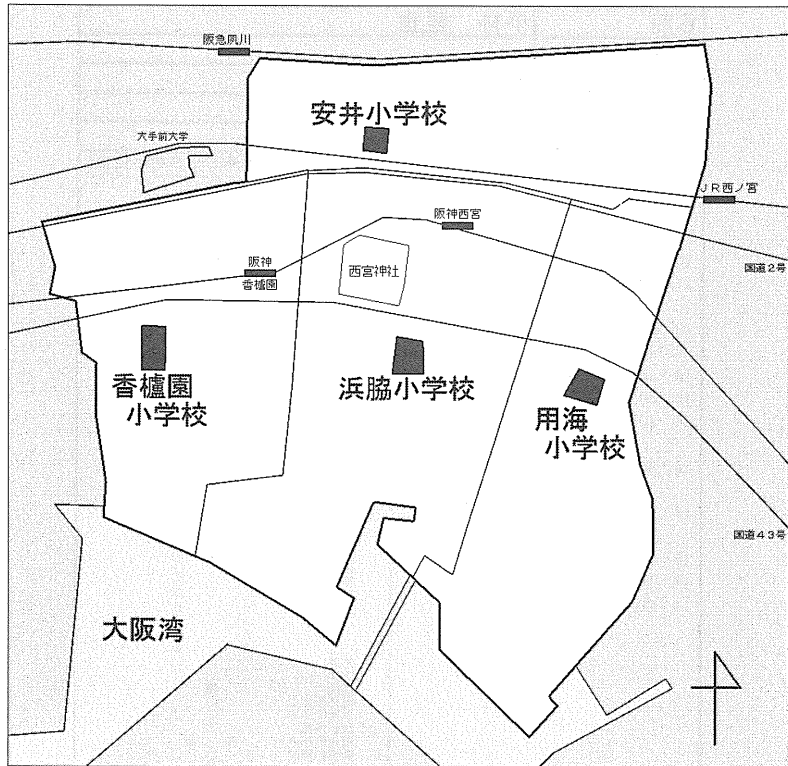 阪急夙川
安井小学校
大手前大学
JR西ノ宮
阪神西宮
国道2号
阪神
香櫨園
西宮神社
香櫨園
小学校
浜脇小学校
用海
小学校
国道43号
大阪湾